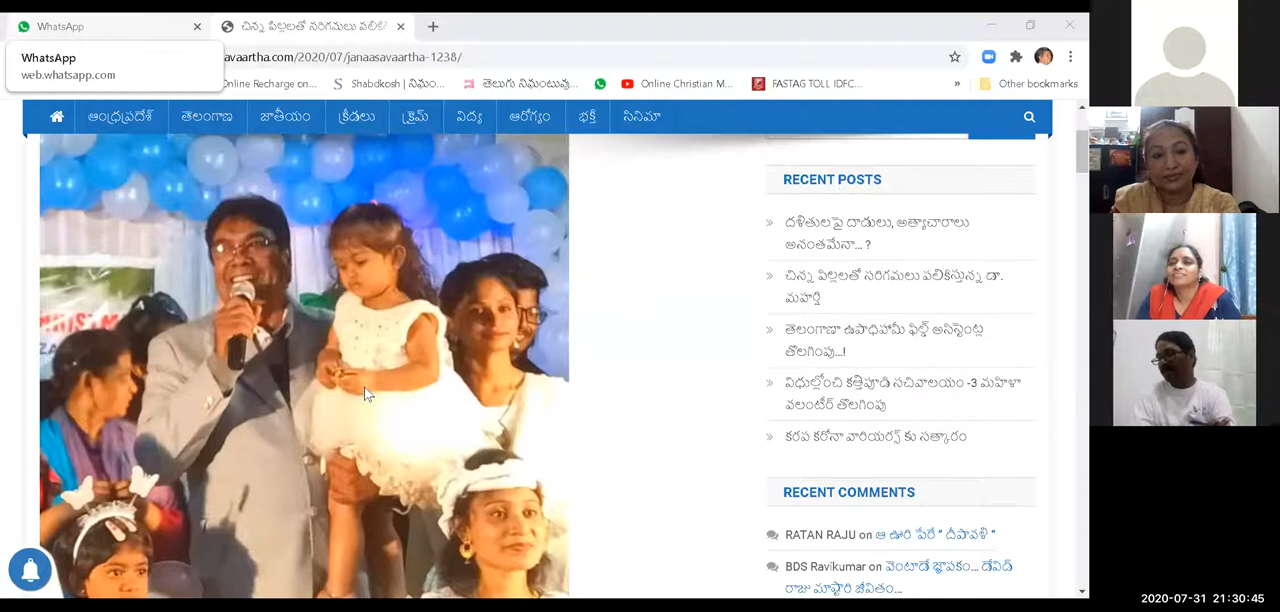 WhatsApp
చిన్న పిల్లలతో సరిగమలు పలికిస్త
WhatsApp
web.whatsapp.com
avaartha.com/2020/07/janaasavaartha-1238/
Online Recharge on...
Shabdkosh | నిఘం...
తెలుగు నిఘంటువు...
Online Christian M...
FASTAG TOLL IDFC...
»
Other bookmarks
ఆంధ్రప్రదేశ్
తెలంగాణ
జాతీయం
క్రీడలు
క్రైమ్
విద్య
ఆరోగ్యం
భక్తి
సినిమా
RECENT POSTS
» దళితులపై దాడులు, అత్యాచారాలు
అనంతమేనా... ?
» చిన్న పిల్లలతో సరిగమలు పలికిస్తున్న డా.
మహర్షి
» తెలంగాణా ఉపాధిహామీ ఫీల్డ్ అసిస్టెంట్ల
తొలగింపు...!
» విధుల్లోంచి కత్తిపూడి సచివాలయం -3 మహిళా
వలంటీర్ తొలగింపు
» కరప కరోనా వారియర్స్ కు సత్కారం
RECENT COMMENTS
RATAN RAJU on ఆ ఊరి పేరే " దీపావళి "
BDS Ravikumar on వెంటాడే జ్ఞాపకం... డేవిడ్
రాజు మాష్టారి జీవితం...
2020-07-31 21:30:45